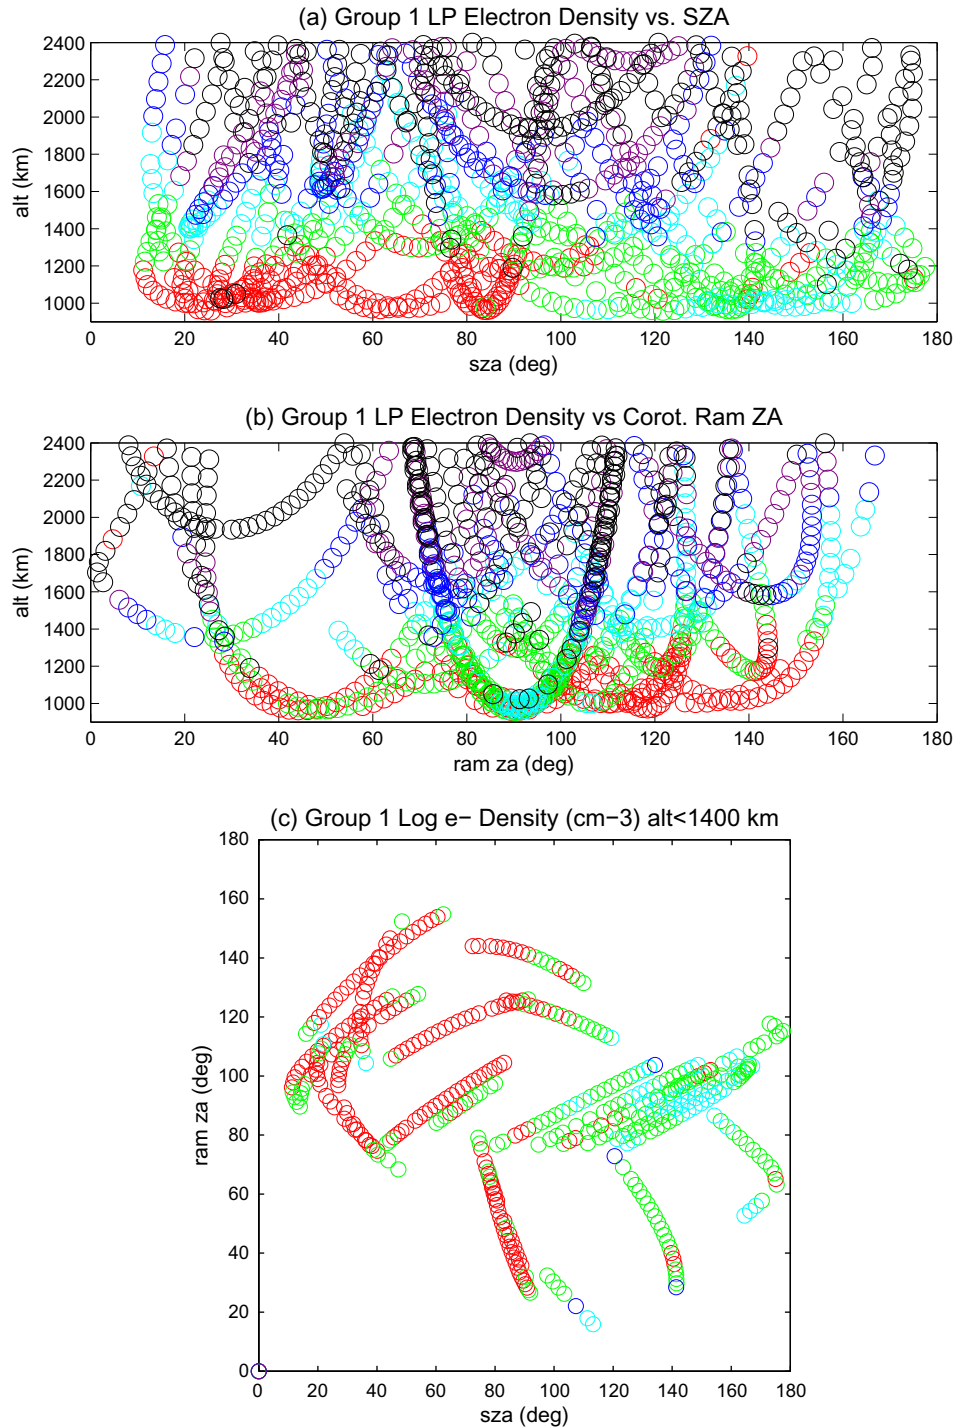 (a) Group 1 LP Electron Density vs. SZA
2400
2200
2000
1800
1600
1400
1200
1000
alt (km)
0 20 40 60 80 100 120 140 160 180
sza (deg)
(b) Group 1 LP Electron Density vs Corot. Ram ZA
2400
2200
2000
1800
1600
1400
1200
1000
alt (km)
0 20 40 60 80 100 120 140 160 180
ram za (deg)
(c) Group 1 Log e− Density (cm−3) alt<1400 km
180
160
140
120
100
80
60
40
20
0
ram za (deg)
0 20 40 60 80 100 120 140 160 180
sza (deg)